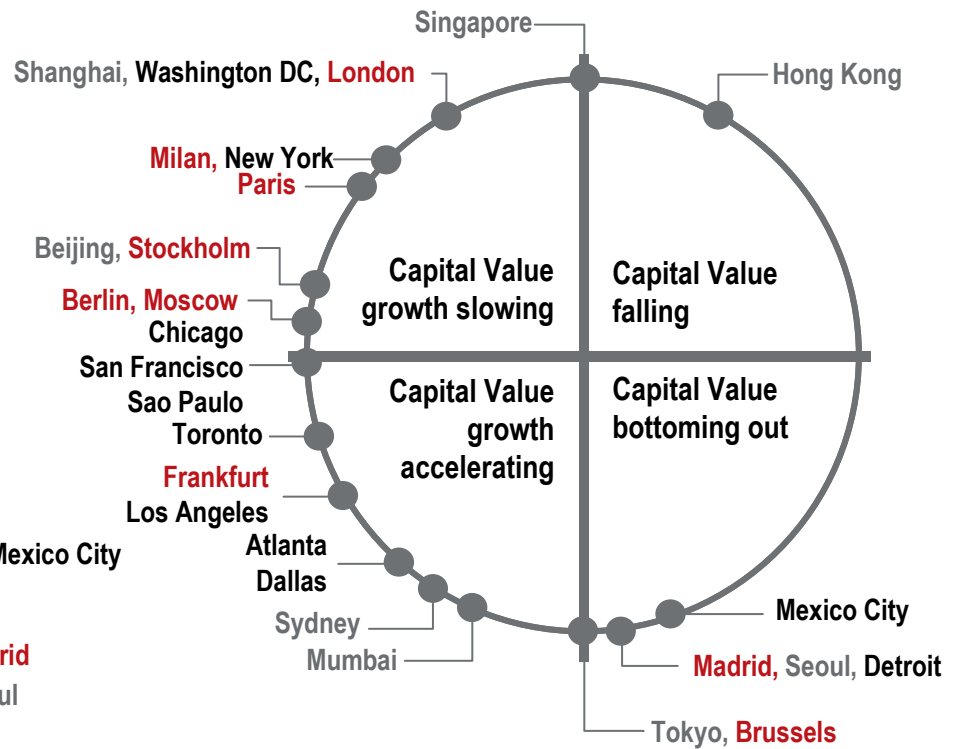 Singapore
Shanghai, Washington DC, London
Hong Kong
Milan, New York
Paris
Beijing, Stockholm
Berlin, Moscow
Chicago
San Francisco
Sao Paulo
Toronto
Frankfurt
Los Angeles
Atlanta
Dallas
Sydney
Mumbai
Capital Value
growth slowing
Capital Value
falling
Capital Value
growth
accelerating
Capital Value
bottoming out
Mexico City
Mexico City
Madrid, Seoul, Detroit
Tokyo, Brussels